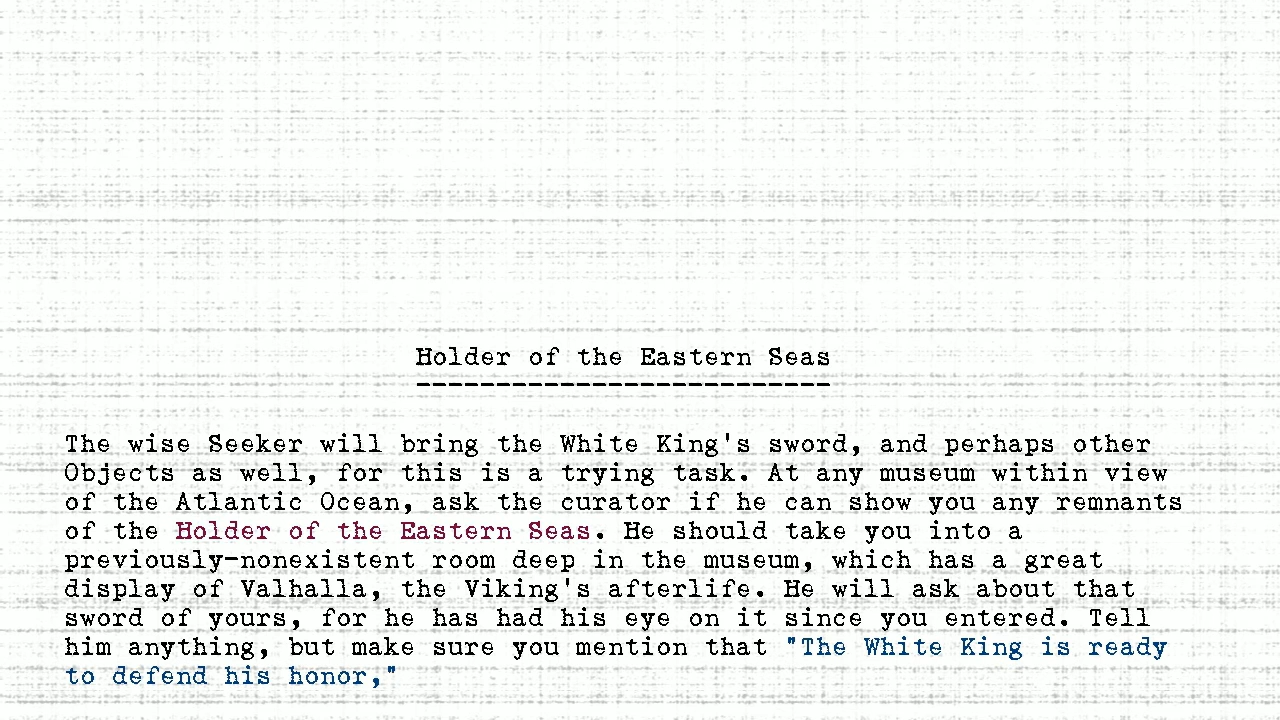 Holder of the Eastern Seas
--------------------------
The wise Seeker will bring the White King's sword, and perhaps other
Objects as well, for this is a trying task. At any museum within view
of the Atlantic Ocean, ask the curator if he can show you any remnants
of the Holder of the Eastern Seas. He should take you into a
previously-nonexistent room deep in the museum, which has a great
display of Valhalla, the Viking's afterlife. He will ask about that
sword of yours, for he has had his eye on it since you entered. Tell
him anything, but make sure you mention that "The White King is ready
to defend his honor,"